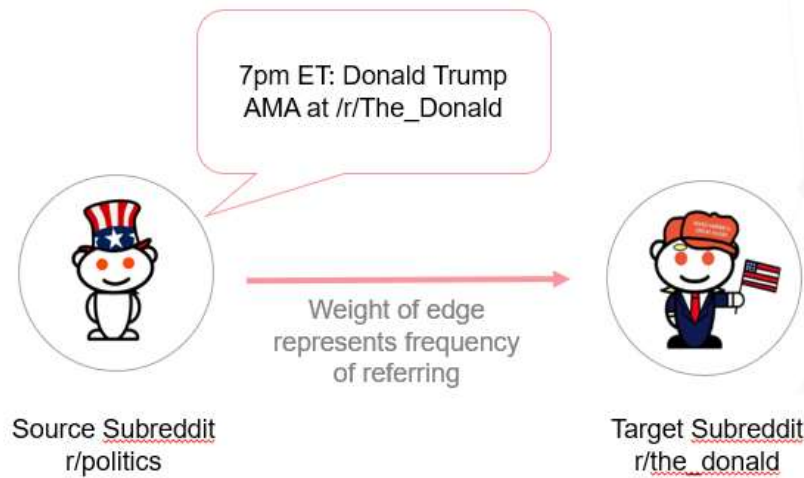 7pm ET: Donald Trump
AMA at /r/The_Donald
Weight of edge
represents frequency
of referring
Source Subreddit
r/politics
Target Subreddit
r/the_donald